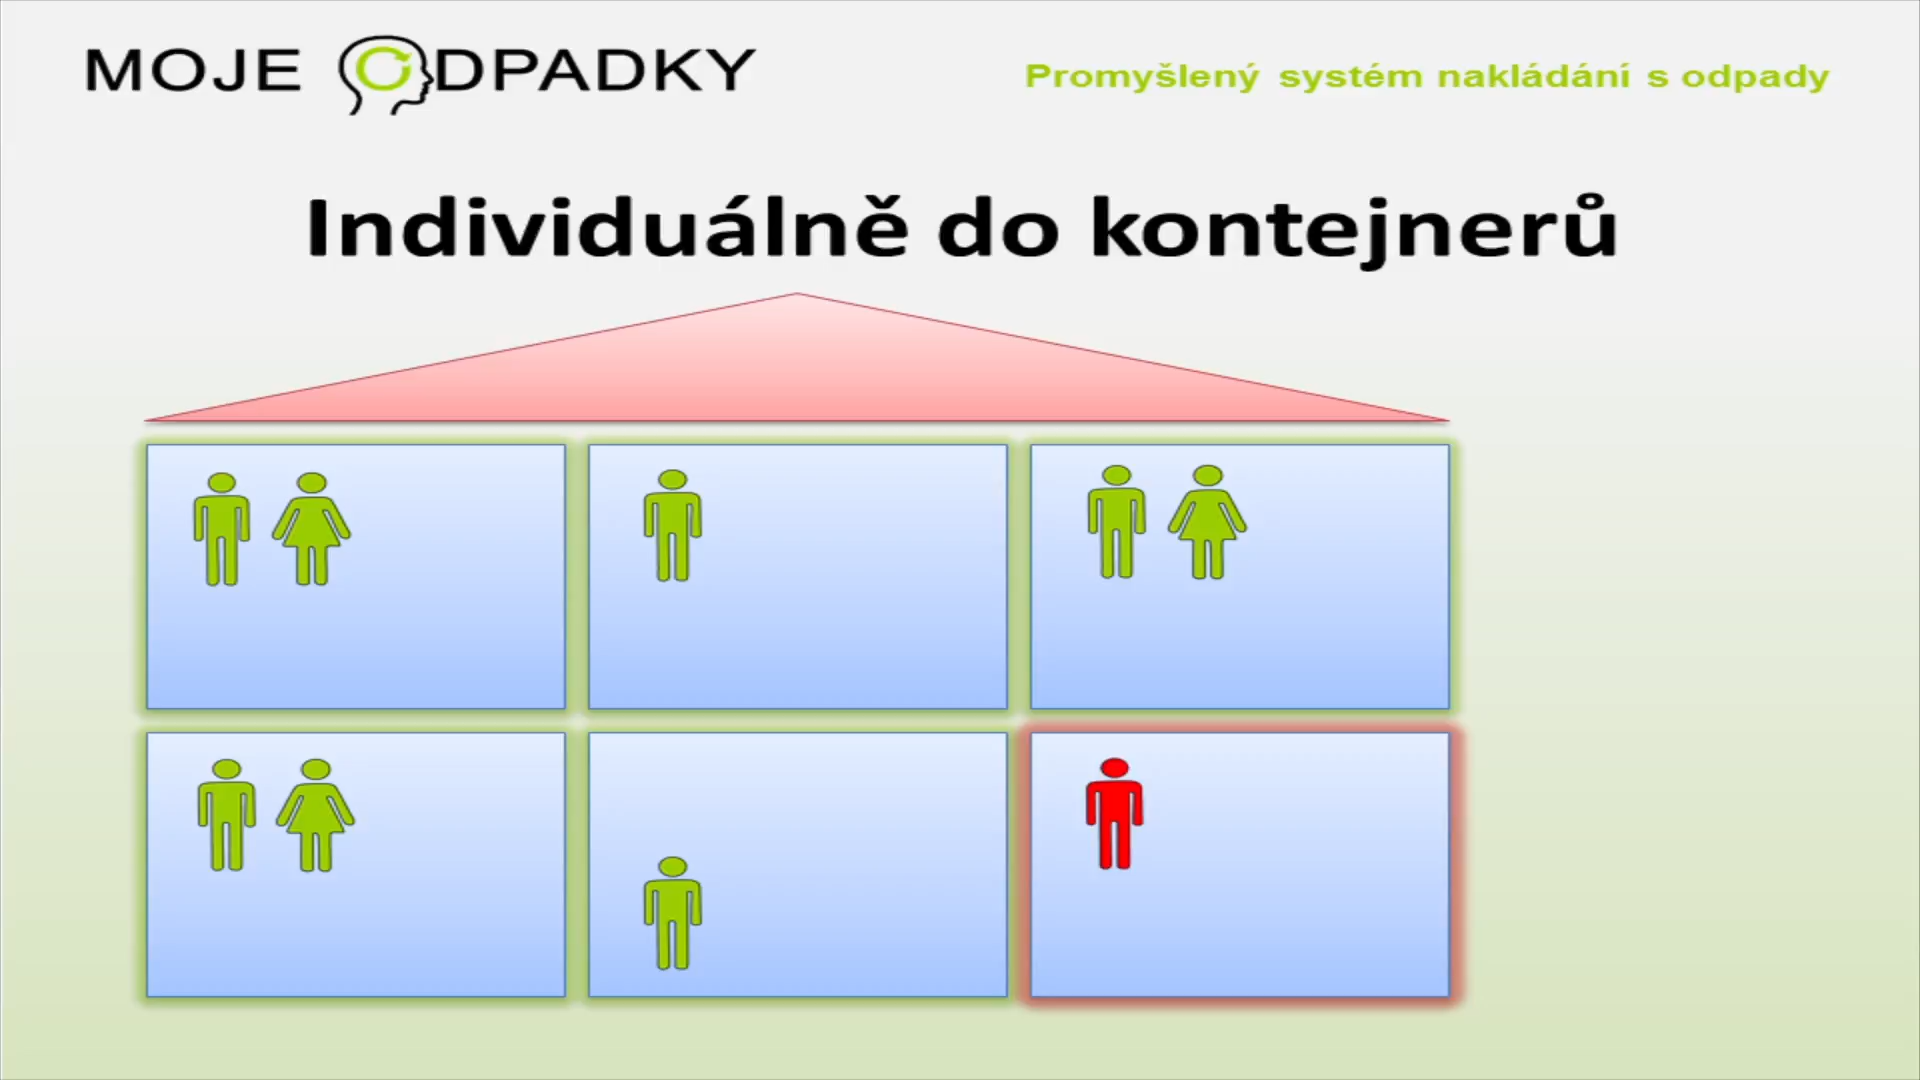 MOJE ODPADKY
Promyšlený systém nakládání s odpady
Individuálně do kontejnerů